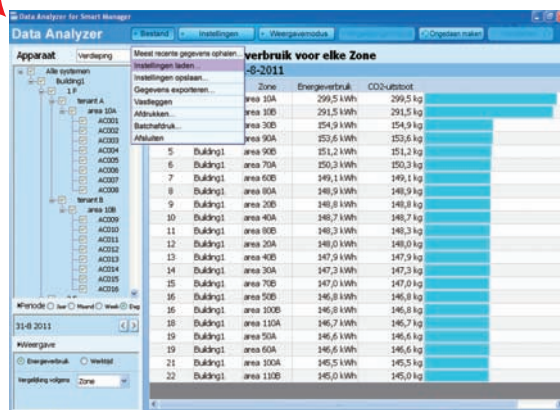 Data Analyzer for Smart Manager
Data Analyzer
Bestand
Instellingen
Weergavemodus
Ongedaan maken
Apparaat
Verdieping
Alle systemen
Building1
1 F
tenant A
area 10A
AC001
AC002
AC003
AC004
AC005
AC006
AC007
AC008
tenant B
area 10B
AC009
AC010
AC011
AC012
AC013
AC014
AC015
AC016
Periode
Jaar
Maand
Week
Dag
31-8 2011
Weergave
Energieverbruik
Werktijd
Vergelijking volgens
Zone
Meest recente gegevens ophalen...
Instellingen laden...
Instellingen opslaan...
Gegevens exporteren...
Vastleggen
Afdrukken...
Batchafdruk...
Afsluiten
verbruik voor elke Zone
-8-2011
Zone Energieverbruik CO2-uitstoot
area 10A 299,5 kWh 299,5 kg
area 10B 291,5 kWh 291,5 kg
area 30B 154,9 kWh 154,9 kg
area 90A 153,6 kWh 153,6 kg
5 Building1 area 90B 151,2 kWh 151,2 kg
6 Building1 area 70A 150,3 kWh 150,3 kg
7 Building1 area 60B 149,1 kWh 149,1 kg
8 Building1 area 80A 148,9 kWh 148,9 kg
9 Building1 area 20B 148,8 kWh 148,8 kg
10 Building1 area 40A 148,7 kWh 148,7 kg
11 Building1 area 80B 148,3 kWh 148,3 kg
12 Building1 area 20A 148,0 kWh 148,0 kg
13 Building1 area 40B 147,9 kWh 147,9 kg
14 Building1 area 30A 147,3 kWh 147,3 kg
15 Building1 area 70B 147,0 kWh 147,0 kg
16 Building1 area 50B 146,8 kWh 146,8 kg
16 Building1 area 100B 146,8 kWh 146,8 kg
18 Building1 area 110A 146,7 kWh 146,7 kg
19 Building1 area 50A 146,6 kWh 146,6 kg
19 Building1 area 60A 146,6 kWh 146,6 kg
21 Building1 area 100A 145,5 kWh 145,5 kg
22 Building1 area 110B 145,0 kWh 145,0 kg